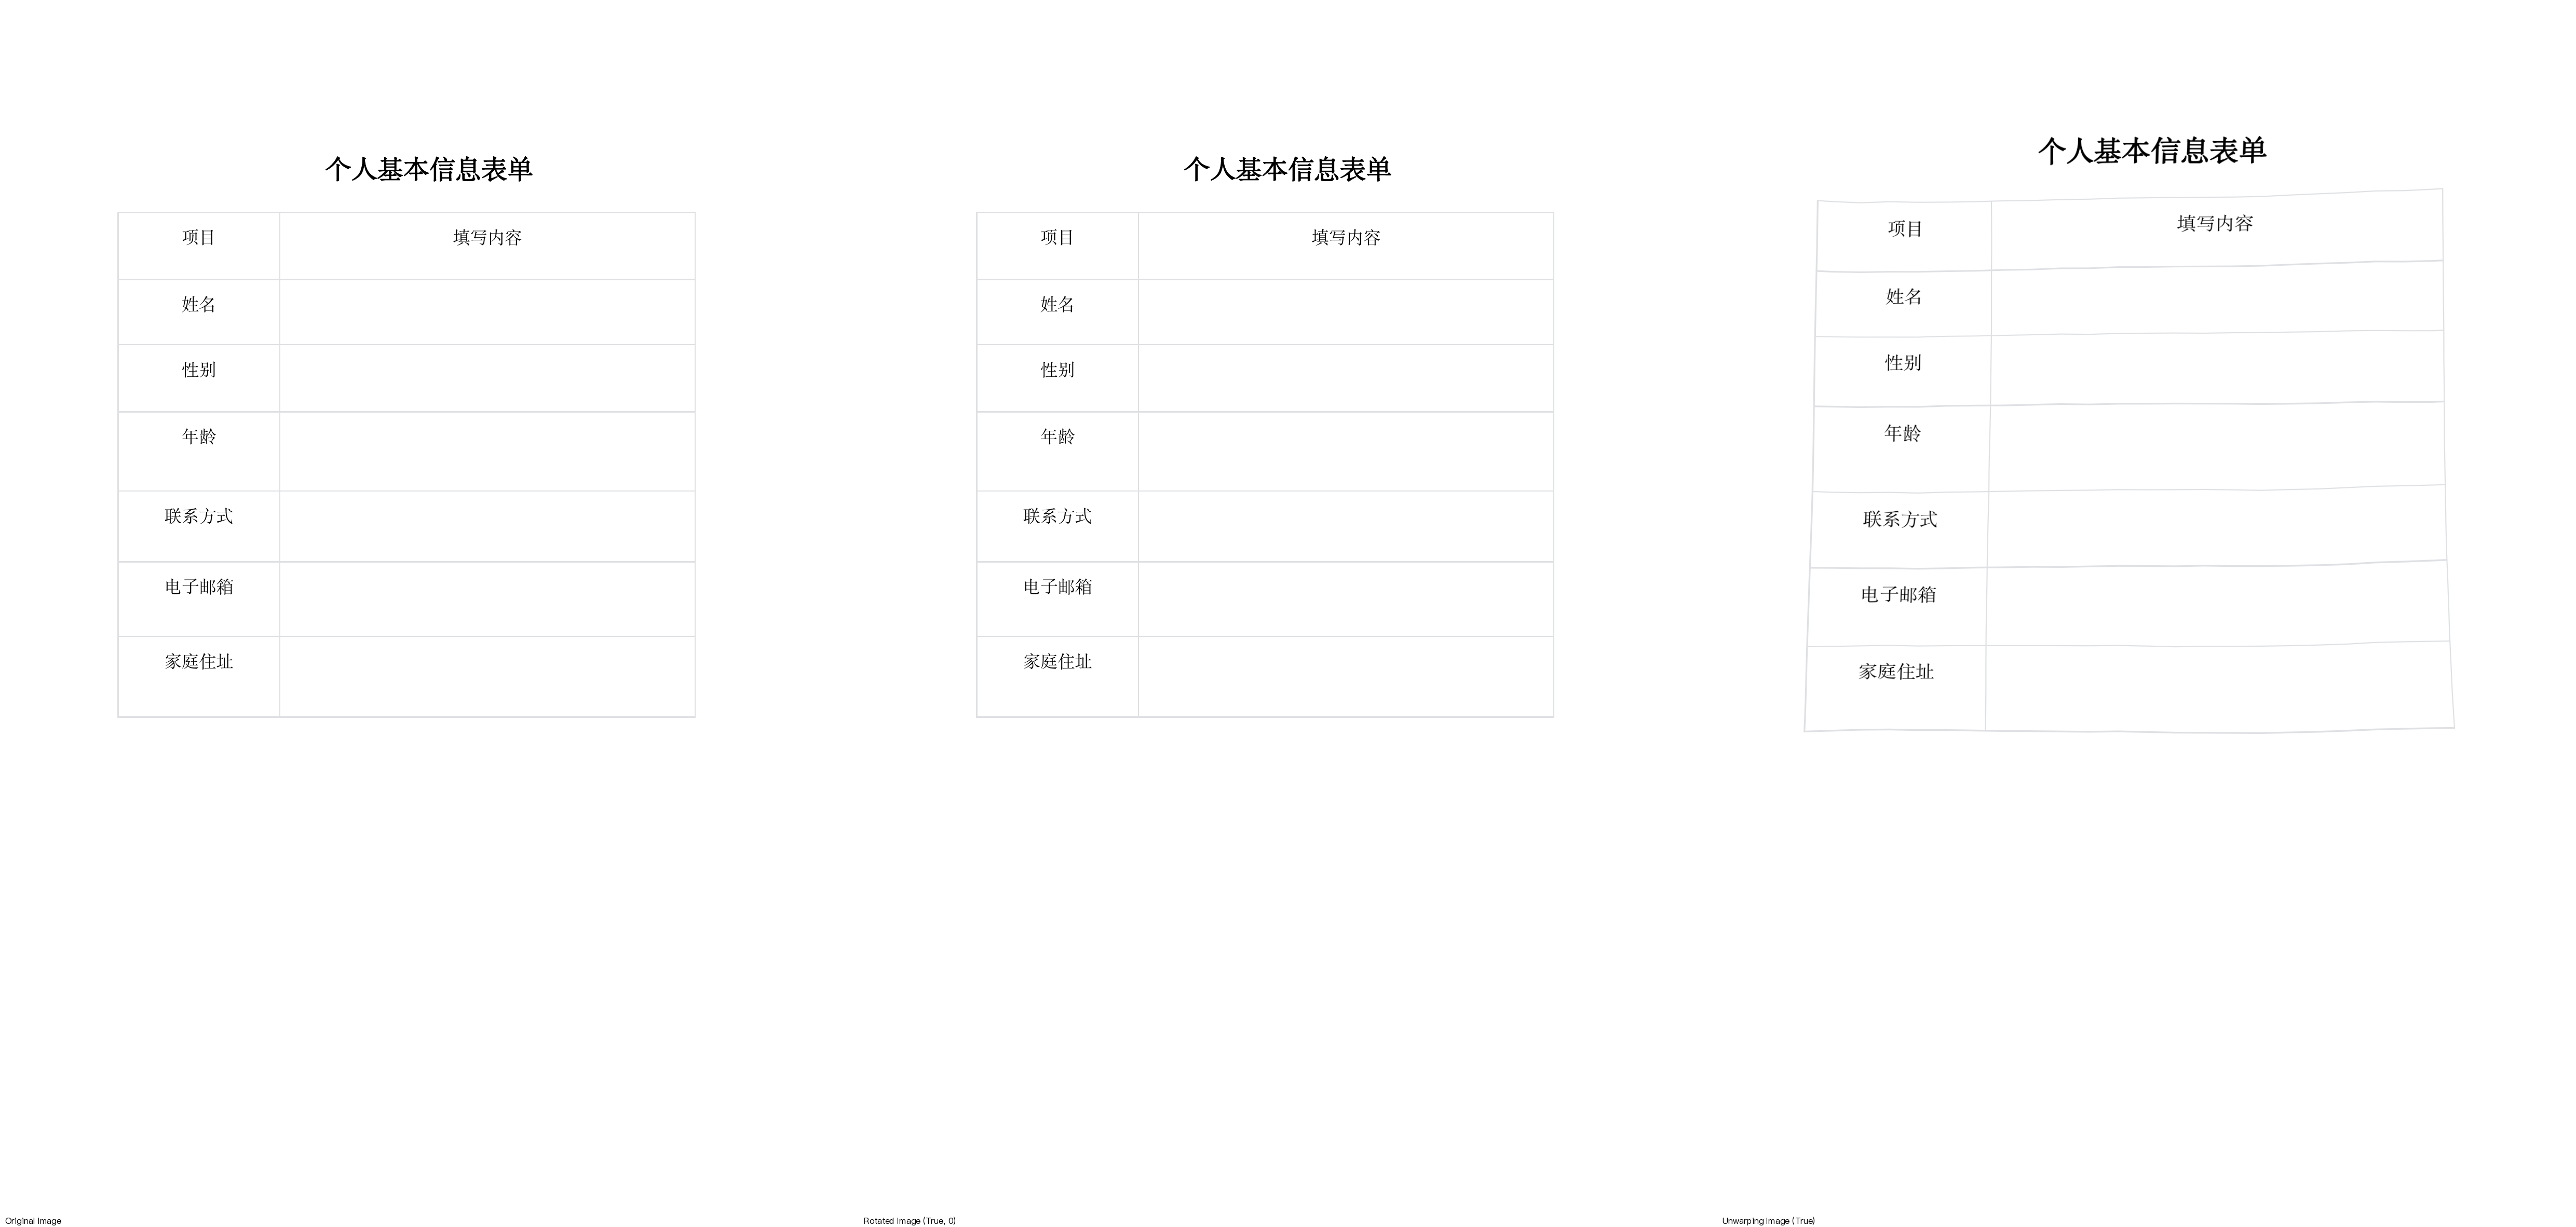 个人基本信息表单
项目 填写内容
姓名
性别
年龄
联系方式
电子邮箱
家庭住址
Original Image
个人基本信息表单
项目 填写内容
姓名
性别
年龄
联系方式
电子邮箱
家庭住址
Rotated Image (True, 0)
个人基本信息表单
项目 填写内容
姓名
性别
年龄
联系方式
电子邮箱
家庭住址
Unwarping Image (True)